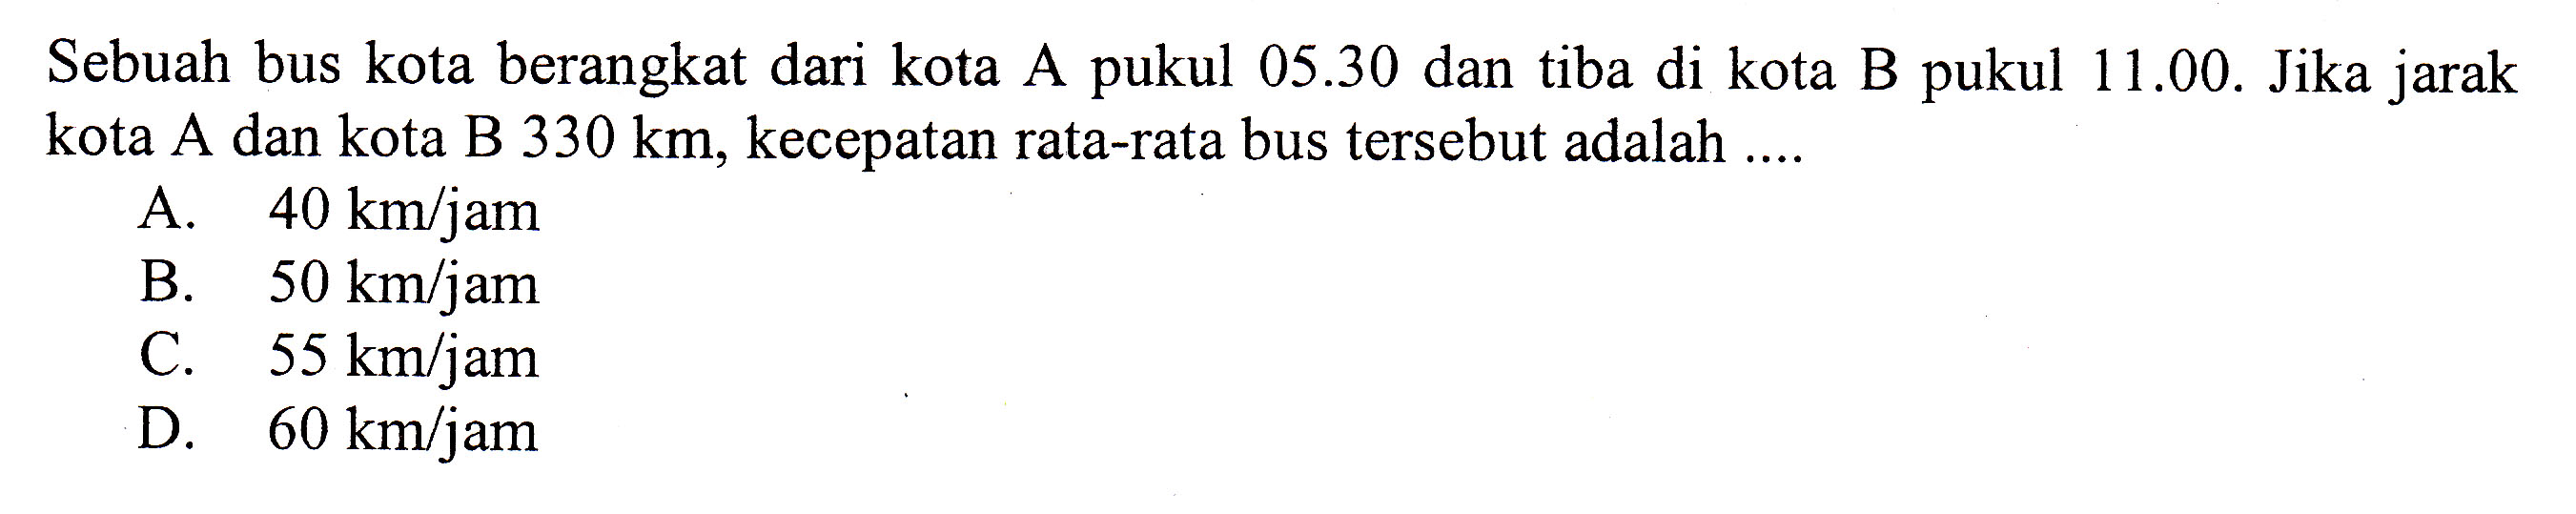 Sebuah bus kota berangkat dari kota A pukul 05.30 dan tiba di kota B pukul 11.00. Jika jarak
kota A dan kota B 330 km, kecepatan rata-rata bus tersebut adalah ....
A. 40 km/jam
B. 50 km/jam
C. 55 km/jam
D. 60 km/jam